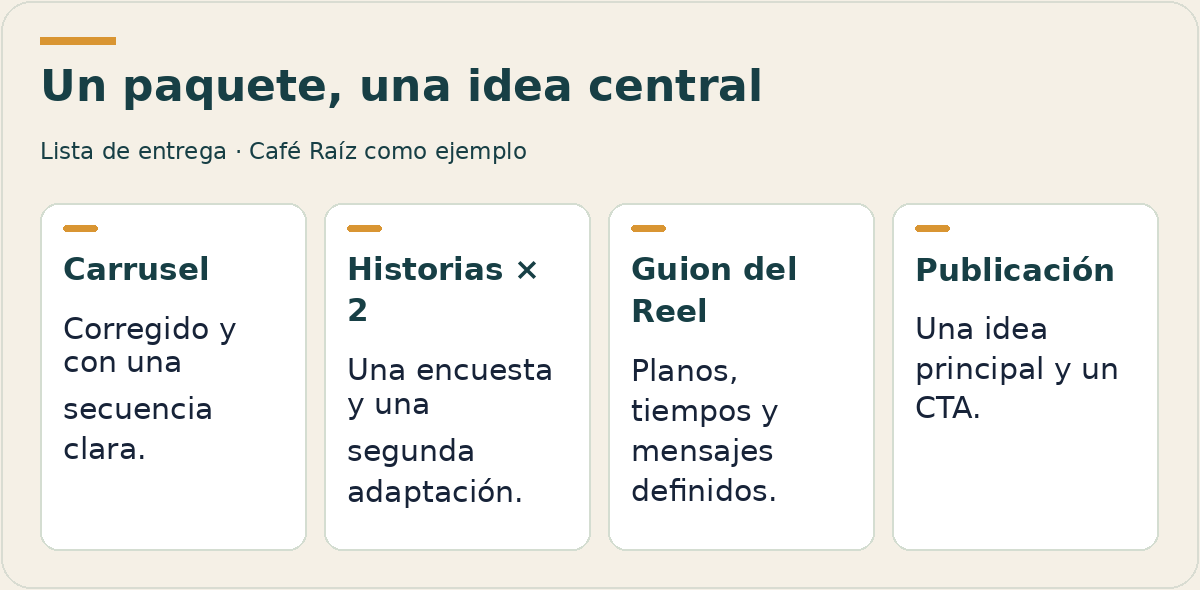 Un paquete, una idea central
Lista de entrega · Café Raíz como ejemplo
Carrusel
Corregido y
con una
secuencia
clara.
Historias ×
2
Una encuesta
y una
segunda
adaptación.
Guion del
Reel
Planos,
tiempos y
mensajes
definidos.
Publicación
Una idea
principal y un
CTA.